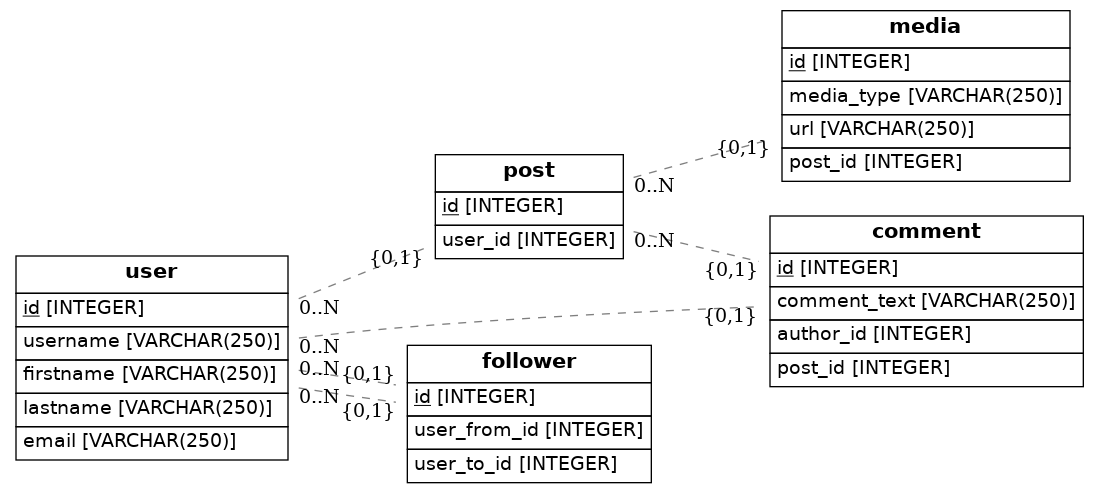 media
id [INTEGER]
media_type [VARCHAR(250)]
url [VARCHAR(250)]
post_id [INTEGER]
{0,1}
0..N
post
id [INTEGER]
user_id [INTEGER]
0..N
{0,1}
comment
id [INTEGER]
comment_text [VARCHAR(250)]
author_id [INTEGER]
post_id [INTEGER]
{0,1}
0..N
{0,1}
user
id [INTEGER]
username [VARCHAR(250)]
firstname [VARCHAR(250)]
lastname [VARCHAR(250)]
email [VARCHAR(250)]
0..N
0..N
{0,1}
0..N
{0,1}
follower
id [INTEGER]
user_from_id [INTEGER]
user_to_id [INTEGER]